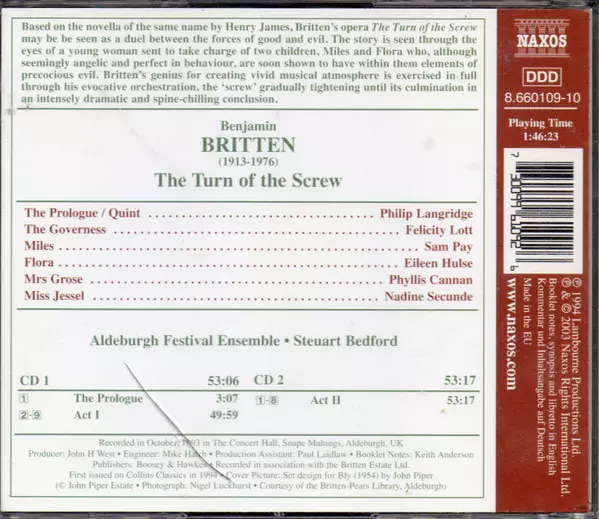 Based on the novella of the same name by Henry James, Britten's opera The Turn of the Screw
may be be seen as a duel between the forces of good and evil. The story is seen through the
eyes of a young woman sent to take charge of two children, Miles and Flora who, although
seemingly angelic and perfect in behaviour, are soon shown to have within them elements of
precocious evil. Britten's genius for creating vivid musical atmosphere is exercised in full
through his evocative orchestration, the 'screw' gradually tightening until its culmination in
an intensely dramatic and spine-chilling conclusion.
Benjamin
BRITTEN
(1913-1976)
The Turn of the Screw
The Prologue / Quint .......... Philip Langridge
The Governess .......... Felicity Lott
Miles .......... Sam Pay
Flora .......... Eileen Hulse
Mrs Grose .......... Phyllis Cannan
Miss Jessel .......... Nadine Secunde
Aldeburgh Festival Ensemble • Steuart Bedford
CD 1 53:06
1 The Prologue 3:07
2-9 Act I 49:59
CD 2 53:17
1-8 Act II 53:17
Recorded in October, 1993 in The Concert Hall, Snape Maltings, Aldeburgh, UK
Producer: John H West • Engineer: Mike Hatch • Production Assistant: Paul Laidlaw • Booklet Notes: Keith Anderson
Publishers: Boosey & Hawkes • Recorded in association with the Britten Estate Ltd.
First issued on Collins Classics in 1994 • Cover Picture: Set design for Bly (1954) by John Piper
(© John Piper Estate • Photograph: Nigel Luckhurst • Courtesy of the Britten-Pears Library, Aldeburgh)
NAXOS
DDD
8.660109-10
Playing Time
1:46:23
7 30099 61092 6
www.naxos.com
℗ 1994 Lambourne Productions Ltd.
℗ & © 2003 Naxos Rights International Ltd.
Booklet notes, synopsis and libretto in English
Kommentar und Inhaltsangabe auf Deutsch
Made in the EU